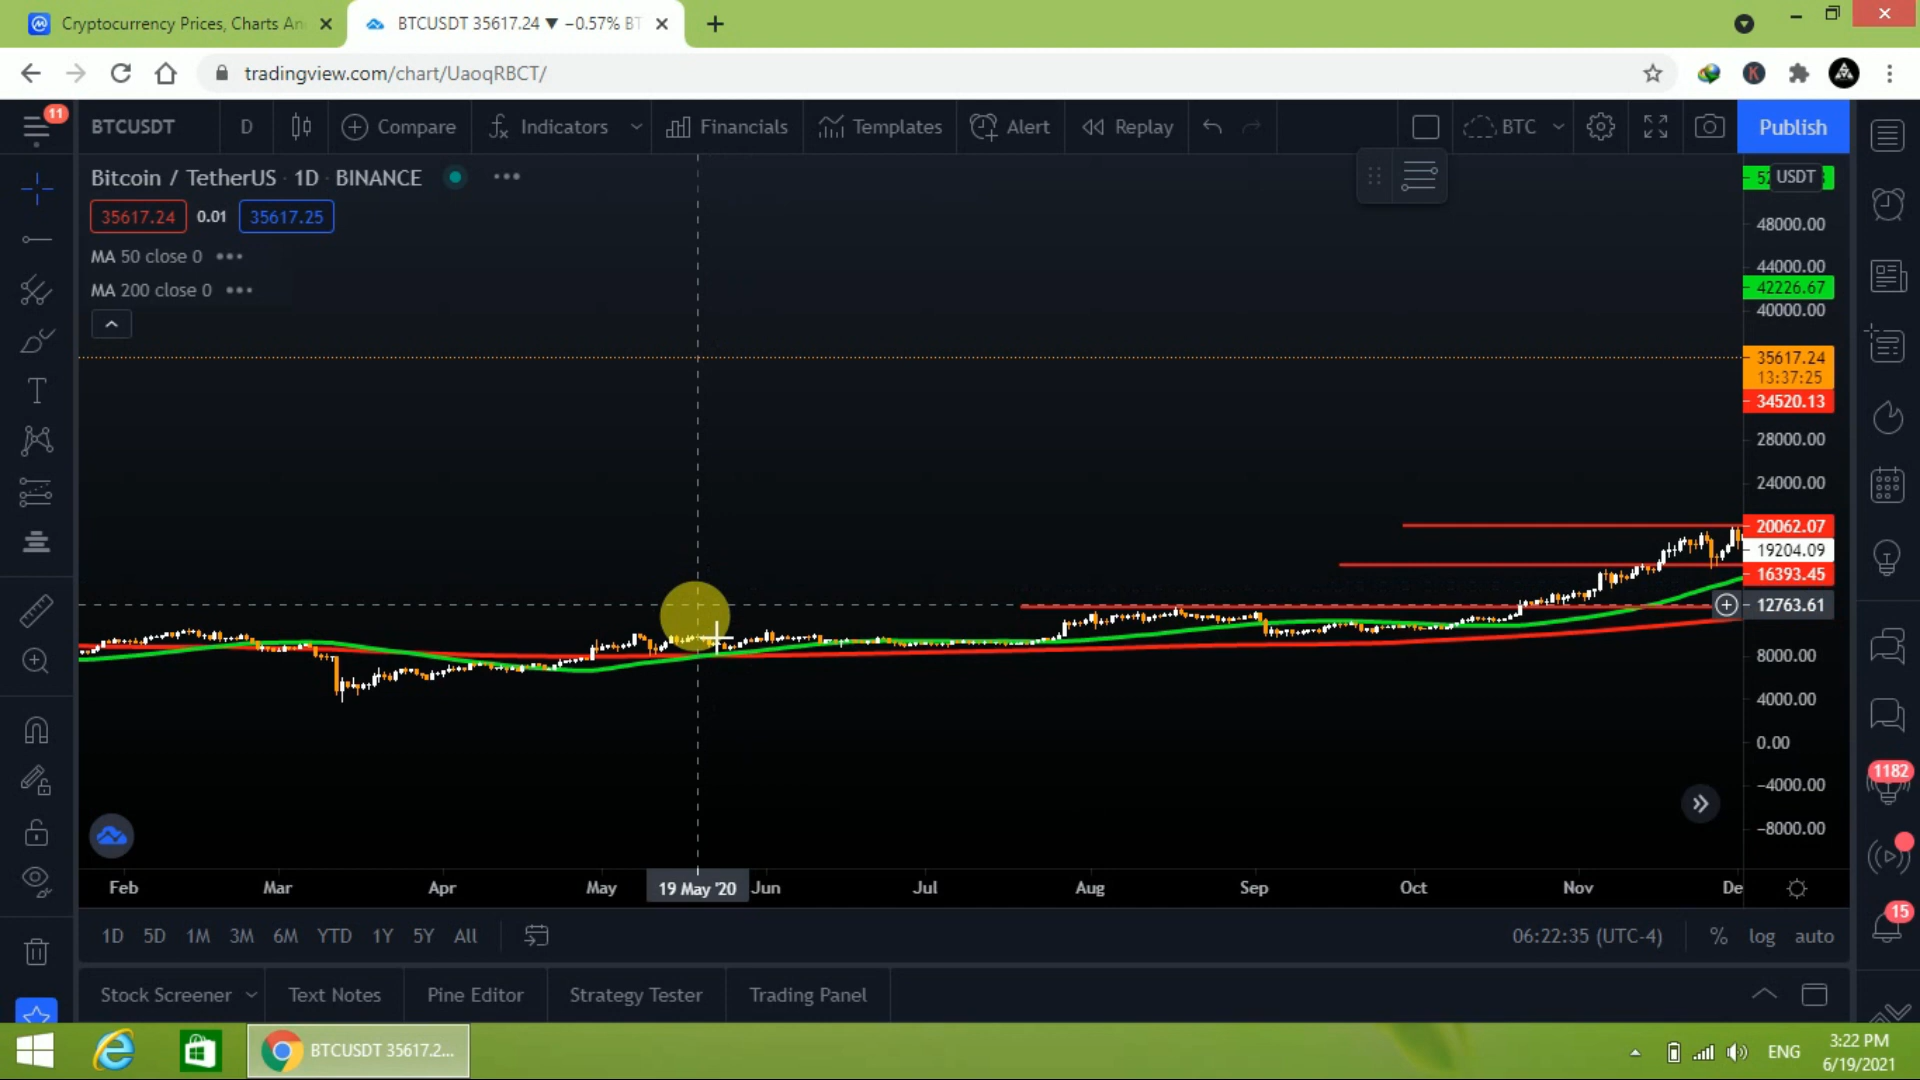 Cryptocurrency Prices, Charts An
BTCUSDT 35617.24 ▼ −0.57% BT
tradingview.com/chart/UaoqRBCT/
K
11
BTCUSDT
D
Compare
Indicators
Financials
Templates
Alert
Replay
BTC
Publish
Bitcoin / TetherUS · 1D · BINANCE
USDT
35617.24 0.01 35617.25
MA 50 close 0
MA 200 close 0
48000.00
44000.00
42226.67
40000.00
35617.24
13:37:25
34520.13
28000.00
24000.00
20062.07
19204.09
16393.45
12763.61
8000.00
4000.00
0.00
−4000.00
−8000.00
1182
15
Feb Mar Apr May 19 May '20 Jun Jul Aug Sep Oct Nov De
1D 5D 1M 3M 6M YTD 1Y 5Y All
06:22:35 (UTC-4)
% log auto
Stock Screener Text Notes Pine Editor Strategy Tester Trading Panel
BTCUSDT 35617.2...
ENG
3:22 PM
6/19/2021